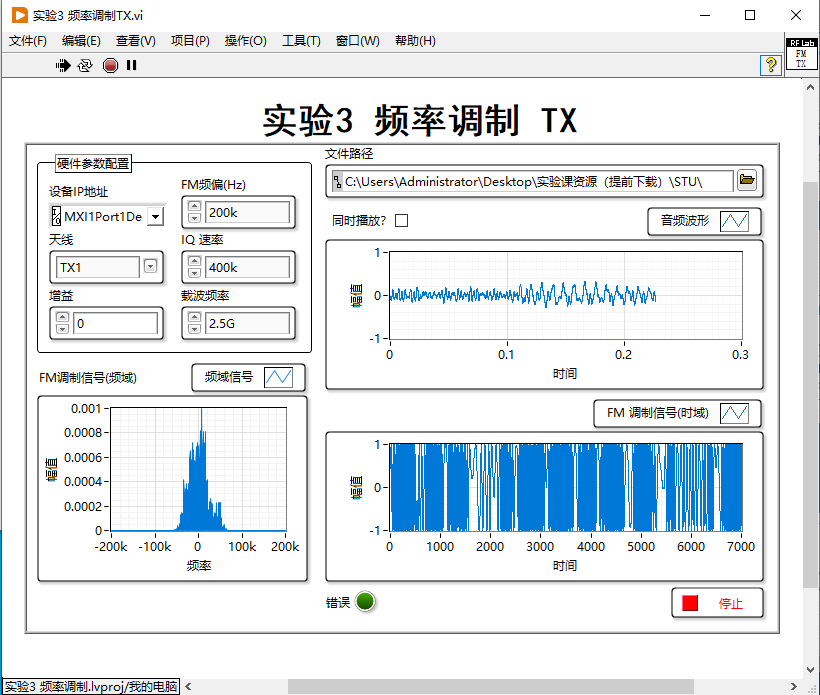 实验3 频率调制TX.vi
文件(F) 编辑(E) 查看(V) 项目(P) 操作(O) 工具(T) 窗口(W) 帮助(H)
?
RF Lab
FM
TX
实验3 频率调制 TX
硬件参数配置
设备IP地址
MXI1Port1De
天线
TX1
增益
0
FM频偏(Hz)
200k
IQ 速率
400k
载波频率
2.5G
文件路径
C:\Users\Administrator\Desktop\实验课资源（提前下载）\STU\
同时播放?
音频波形
1
0
-1
幅值
0 0.1 0.2 0.3
时间
FM调制信号(频域)
频域信号
0.001
0.0008
0.0006
0.0004
0.0002
0
幅值
-200k -100k 0 100k 200k
频率
FM 调制信号(时域)
1
0
-1
幅值
0 1000 2000 3000 4000 5000 6000 7000
时间
错误
停止
实验3 频率调制.lvproj/我的电脑